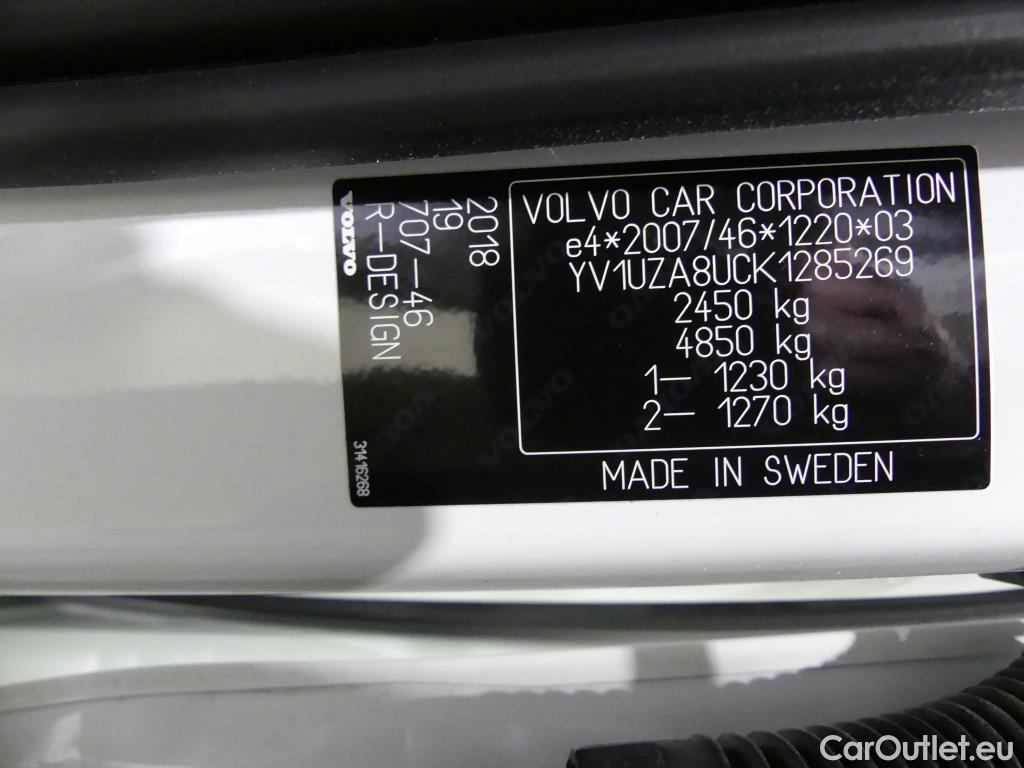 VOLVO CAR CORPORATION
e4*2007/46*1220*03
YV1UZA8UCK1285269
2450 kg
4850 kg
1– 1230 kg
2– 1270 kg
MADE IN SWEDEN
2018
19
707–46
R–DESIGN
VOLVO
31416268
CarOutlet.eu